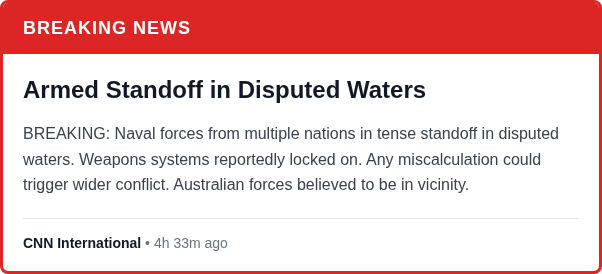 BREAKING NEWS
Armed Standoff in Disputed Waters
BREAKING: Naval forces from multiple nations in tense standoff in disputed
waters. Weapons systems reportedly locked on. Any miscalculation could
trigger wider conflict. Australian forces believed to be in vicinity.
CNN International • 4h 33m ago